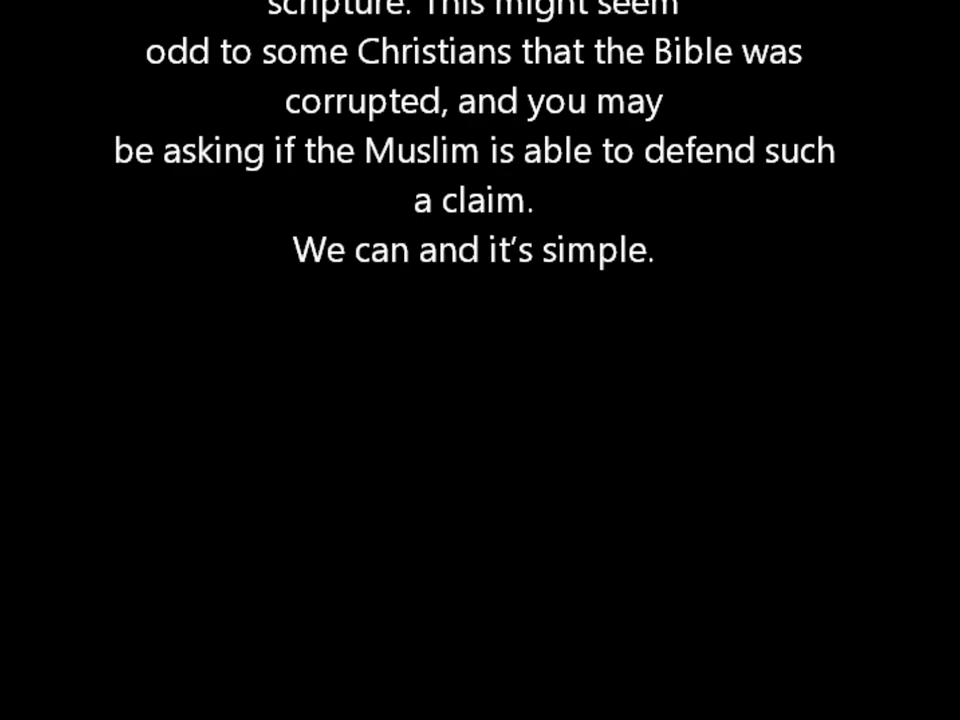 scripture. This might seem
odd to some Christians that the Bible was
corrupted, and you may
be asking if the Muslim is able to defend such
a claim.
We can and it’s simple.